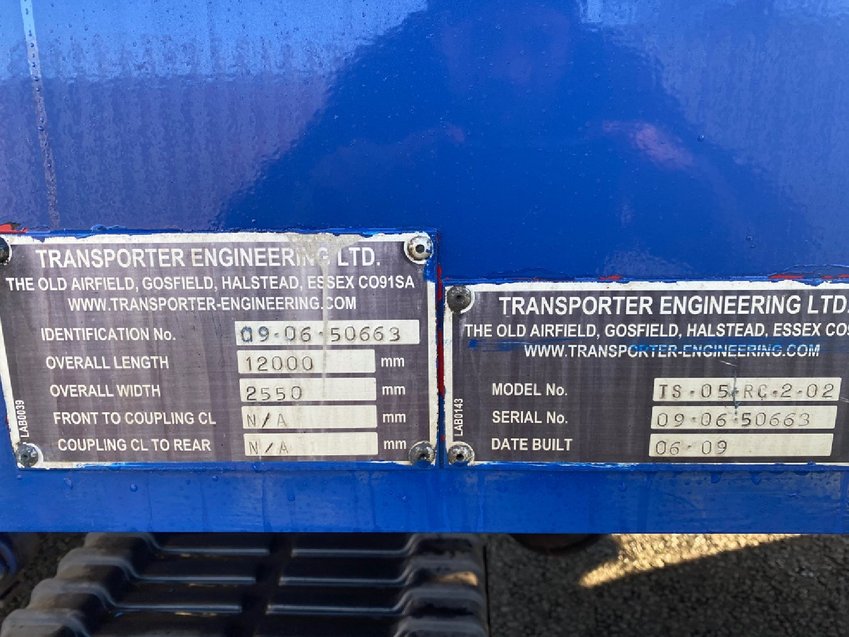 TRANSPORTER ENGINEERING LTD.
THE OLD AIRFIELD, GOSFIELD, HALSTEAD, ESSEX CO91SA
WWW.TRANSPORTER-ENGINEERING.COM
IDENTIFICATION No. 09-06-50663
OVERALL LENGTH 12000 mm
OVERALL WIDTH 2550 mm
FRONT TO COUPLING CL N/A mm
COUPLING CL TO REAR N/A mm
LAB0039
TRANSPORTER ENGINEERING LTD.
THE OLD AIRFIELD, GOSFIELD, HALSTEAD, ESSEX CO9
WWW.TRANSPORTER-ENGINEERING.COM
MODEL No. TS-05-RC-2-02
SERIAL No. 09-06-50663
DATE BUILT 06-09
LAB0143